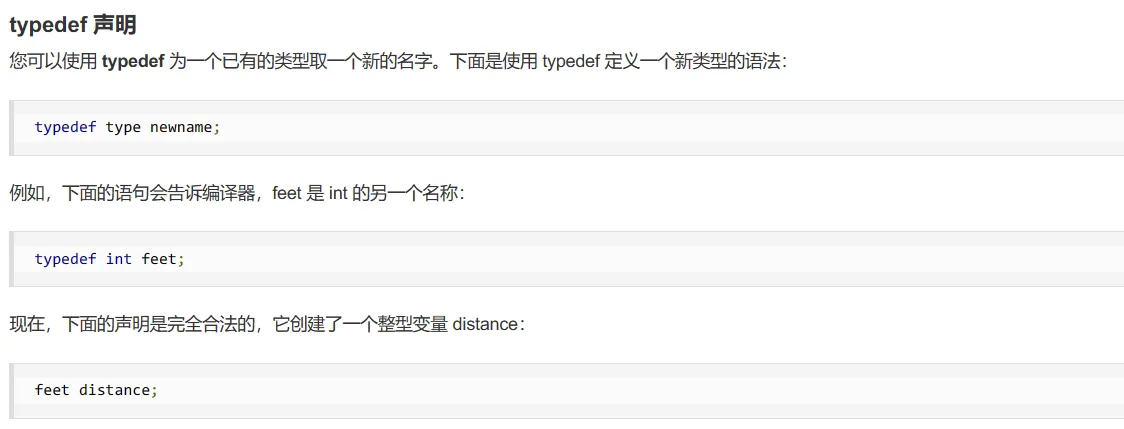 typedef 声明
您可以使用 typedef 为一个已有的类型取一个新的名字。下面是使用 typedef 定义一个新类型的语法：
typedef type newname;
例如，下面的语句会告诉编译器，feet 是 int 的另一个名称：
typedef int feet;
现在，下面的声明是完全合法的，它创建了一个整型变量 distance：
feet distance;